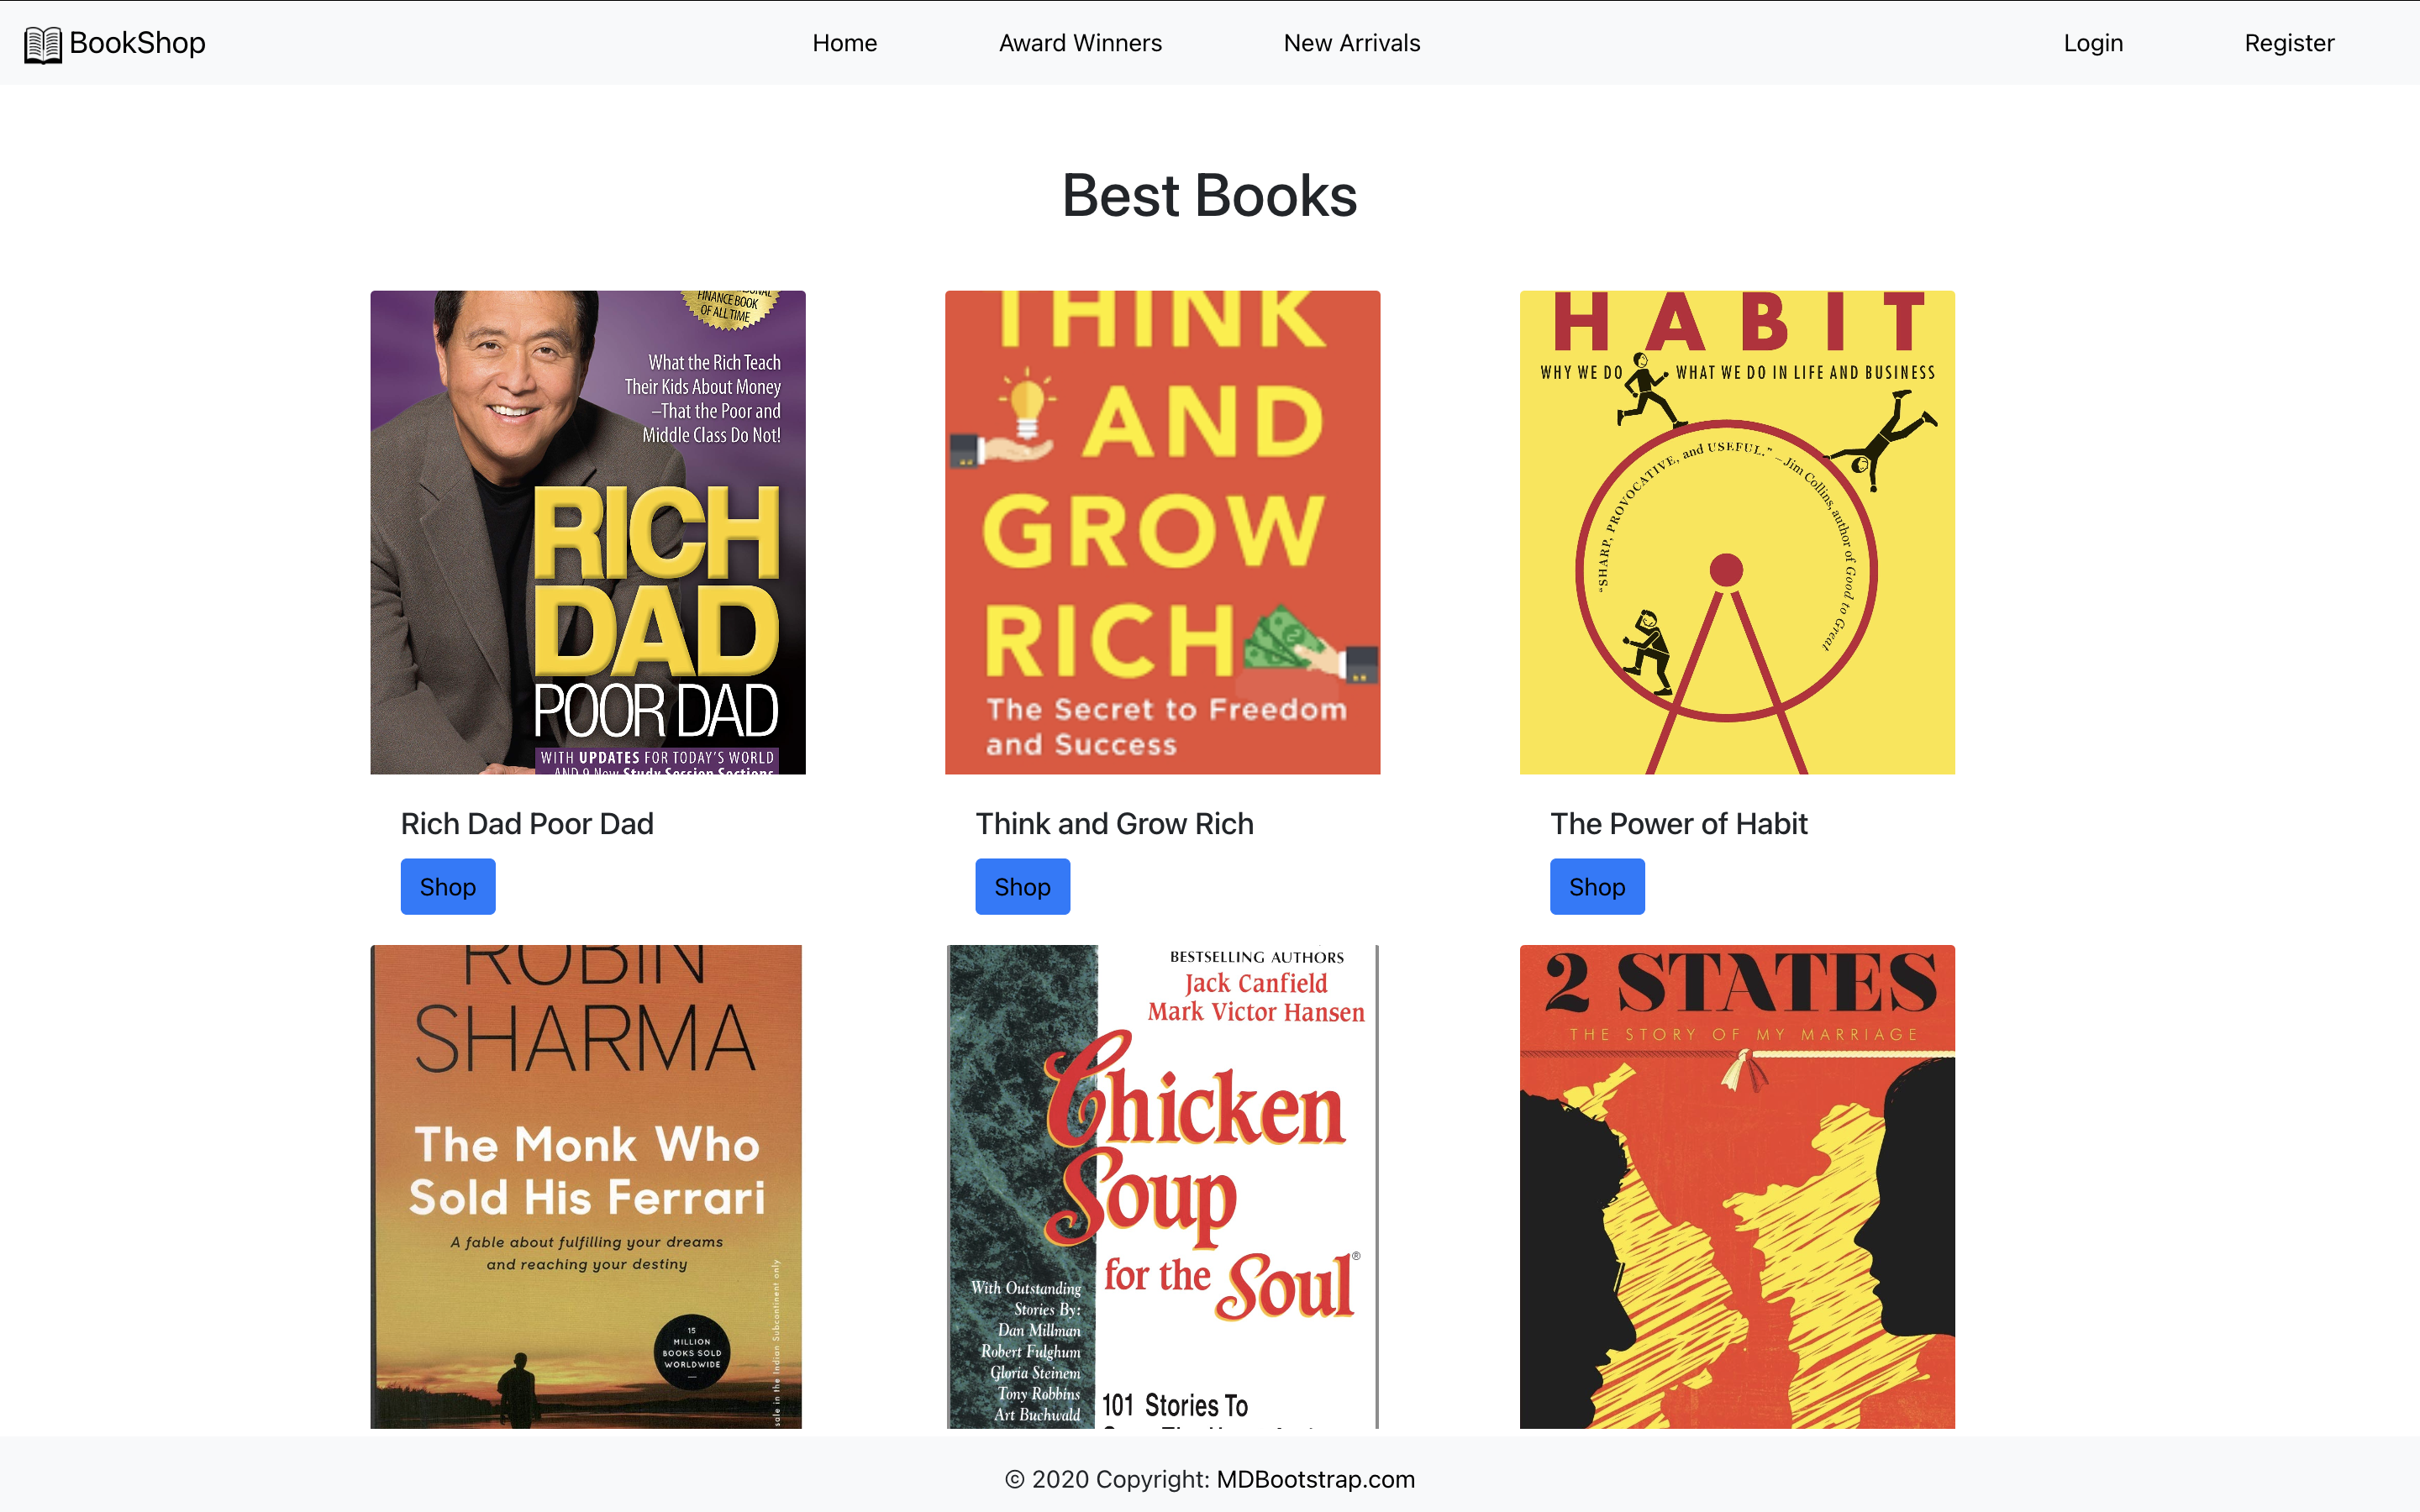 BookShop
Home
Award Winners
New Arrivals
Login
Register
Best Books
FINANCE BOOK
OF ALL TIME
What the Rich Teach
Their Kids About Money
–That the Poor and
Middle Class Do Not!
RICH
DAD
POOR DAD
WITH UPDATES FOR TODAY'S WORLD
AND 9 New Study Session Sections
Rich Dad Poor Dad
Shop
THINK
AND
GROW
RICH
The Secret to Freedom
and Success
Think and Grow Rich
Shop
HABIT
WHY WE DO WHAT WE DO IN LIFE AND BUSINESS
“SHARP, PROVOCATIVE, and USEFUL.” –Jim Collins, author of Good to Great
The Power of Habit
Shop
ROBIN
SHARMA
The Monk Who
Sold His Ferrari
A fable about fulfilling your dreams
and reaching your destiny
15
MILLION
BOOKS SOLD
WORLDWIDE
sale in the Indian Subcontinent only
BESTSELLING AUTHORS
Jack Canfield
Mark Victor Hansen
Chicken
Soup
for the Soul®
With Outstanding
Stories By:
Dan Millman
Robert Fulghum
Gloria Steinem
Tony Robbins
Art Buchwald
101 Stories To
2 STATES
THE STORY OF MY MARRIAGE
© 2020 Copyright: MDBootstrap.com